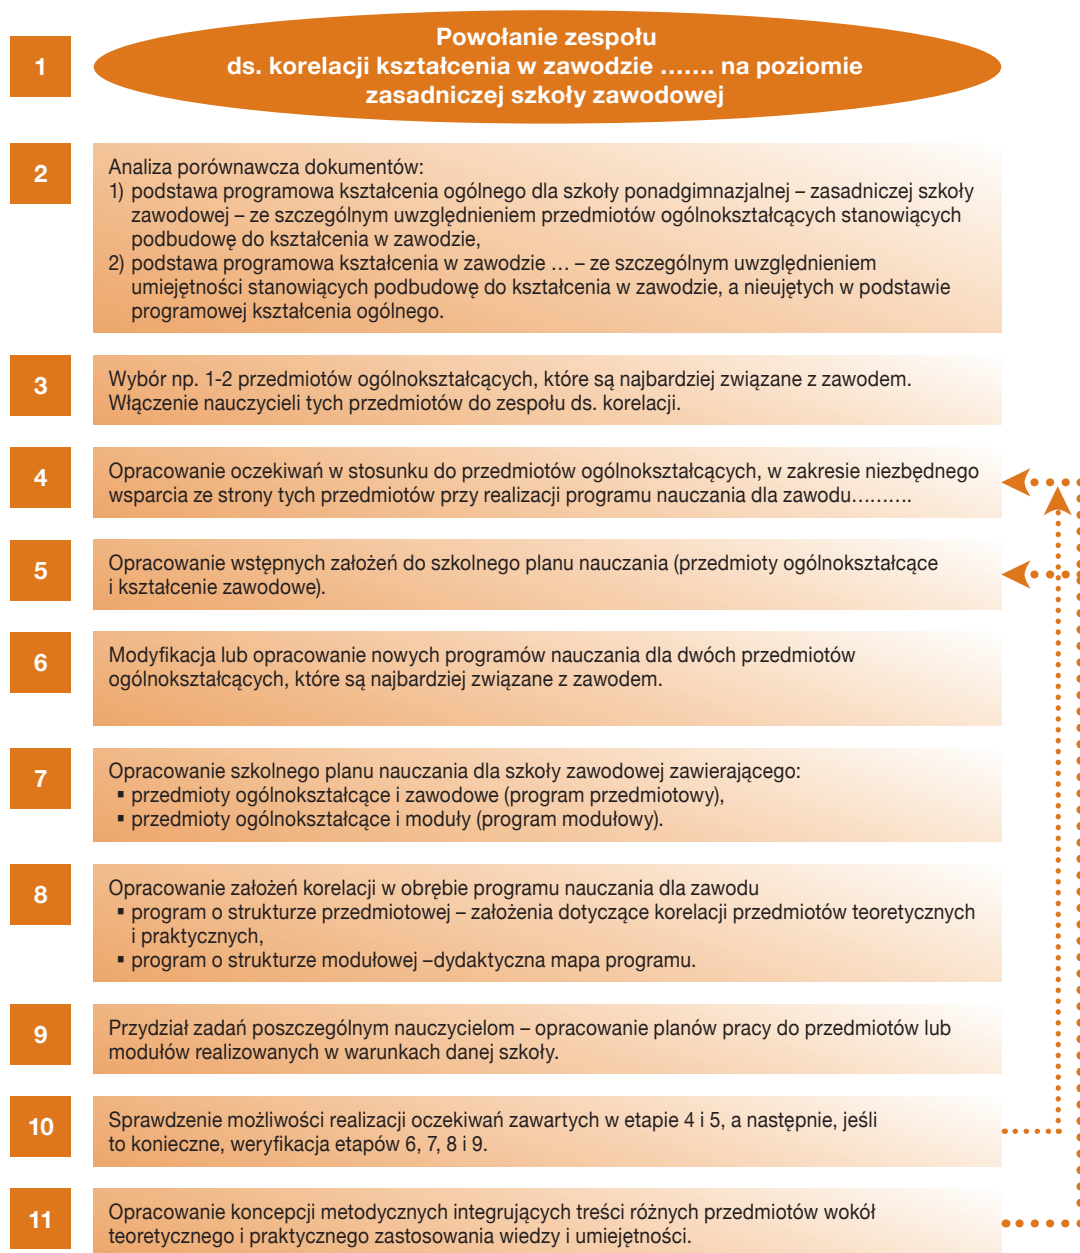 1
Powołanie zespołu
ds. korelacji kształcenia w zawodzie ……. na poziomie
zasadniczej szkoły zawodowej
2
Analiza porównawcza dokumentów:
1) podstawa programowa kształcenia ogólnego dla szkoły ponadgimnazjalnej – zasadniczej szkoły
zawodowej – ze szczególnym uwzględnieniem przedmiotów ogólnokształcących stanowiących
podbudowę do kształcenia w zawodzie,
2) podstawa programowa kształcenia w zawodzie … – ze szczególnym uwzględnieniem
umiejętności stanowiących podbudowę do kształcenia w zawodzie, a nieujętych w podstawie
programowej kształcenia ogólnego.
3
Wybór np. 1-2 przedmiotów ogólnokształcących, które są najbardziej związane z zawodem.
Włączenie nauczycieli tych przedmiotów do zespołu ds. korelacji.
4
Opracowanie oczekiwań w stosunku do przedmiotów ogólnokształcących, w zakresie niezbędnego
wsparcia ze strony tych przedmiotów przy realizacji programu nauczania dla zawodu……….
5
Opracowanie wstępnych założeń do szkolnego planu nauczania (przedmioty ogólnokształcące
i kształcenie zawodowe).
6
Modyfikacja lub opracowanie nowych programów nauczania dla dwóch przedmiotów
ogólnokształcących, które są najbardziej związane z zawodem.
7
Opracowanie szkolnego planu nauczania dla szkoły zawodowej zawierającego:
▪ przedmioty ogólnokształcące i zawodowe (program przedmiotowy),
▪ przedmioty ogólnokształcące i moduły (program modułowy).
8
Opracowanie założeń korelacji w obrębie programu nauczania dla zawodu
▪ program o strukturze przedmiotowej – założenia dotyczące korelacji przedmiotów teoretycznych
i praktycznych,
▪ program o strukturze modułowej –dydaktyczna mapa programu.
9
Przydział zadań poszczególnym nauczycielom – opracowanie planów pracy do przedmiotów lub
modułów realizowanych w warunkach danej szkoły.
10
Sprawdzenie możliwości realizacji oczekiwań zawartych w etapie 4 i 5, a następnie, jeśli
to konieczne, weryfikacja etapów 6, 7, 8 i 9.
11
Opracowanie koncepcji metodycznych integrujących treści różnych przedmiotów wokół
teoretycznego i praktycznego zastosowania wiedzy i umiejętności.